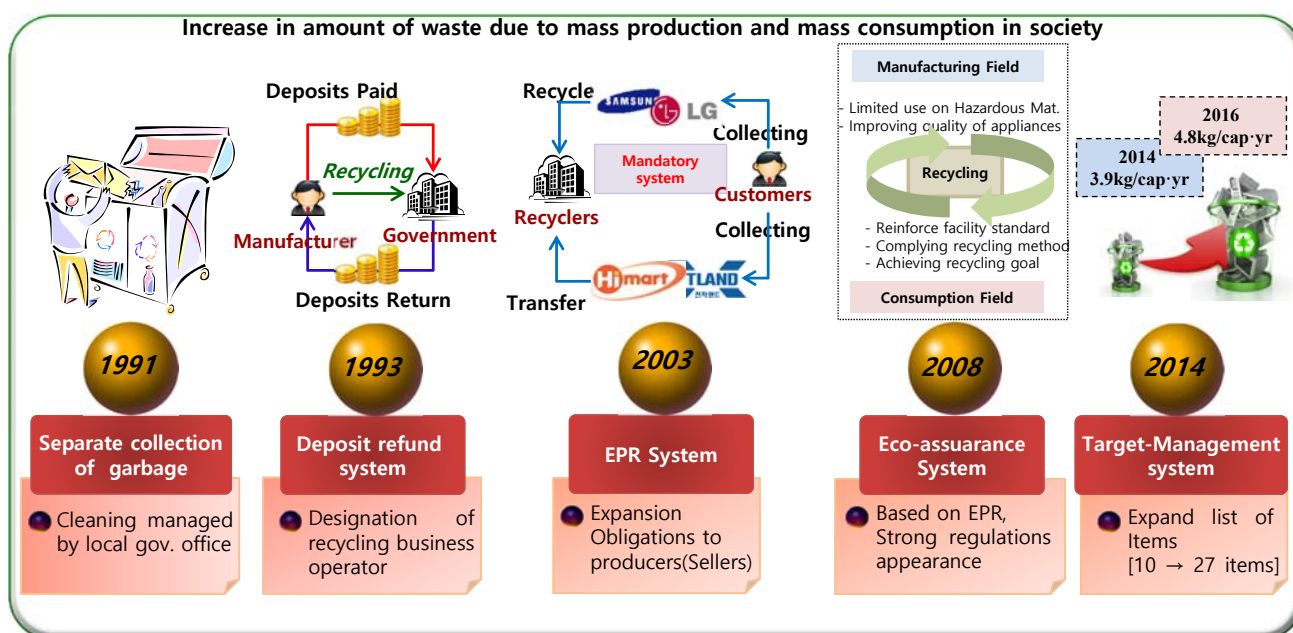 Increase in amount of waste due to mass production and mass consumption in society
Deposits Paid
Recycling
Manufacturer
Government
Deposits Return
Recycle
SAMSUNG
LG
Collecting
Mandatory
system
Recyclers
Customers
Collecting
Himart
TLAND
전자랜드
Transfer
Manufacturing Field
- Limited use on Hazardous Mat.
- Improving quality of appliances
Recycling
- Reinforce facility standard
- Complying recycling method
- Achieving recycling goal
Consumption Field
2016
4.8kg/cap·yr
2014
3.9kg/cap·yr
1991
Separate collection
of garbage
Cleaning managed
by local gov. office
1993
Deposit refund
system
Designation of
recycling business
operator
2003
EPR System
Expansion
Obligations to
producers(Sellers)
2008
Eco-assuarance
System
Based on EPR,
Strong regulations
appearance
2014
Target-Management
system
Expand list of
Items
[10 → 27 items]